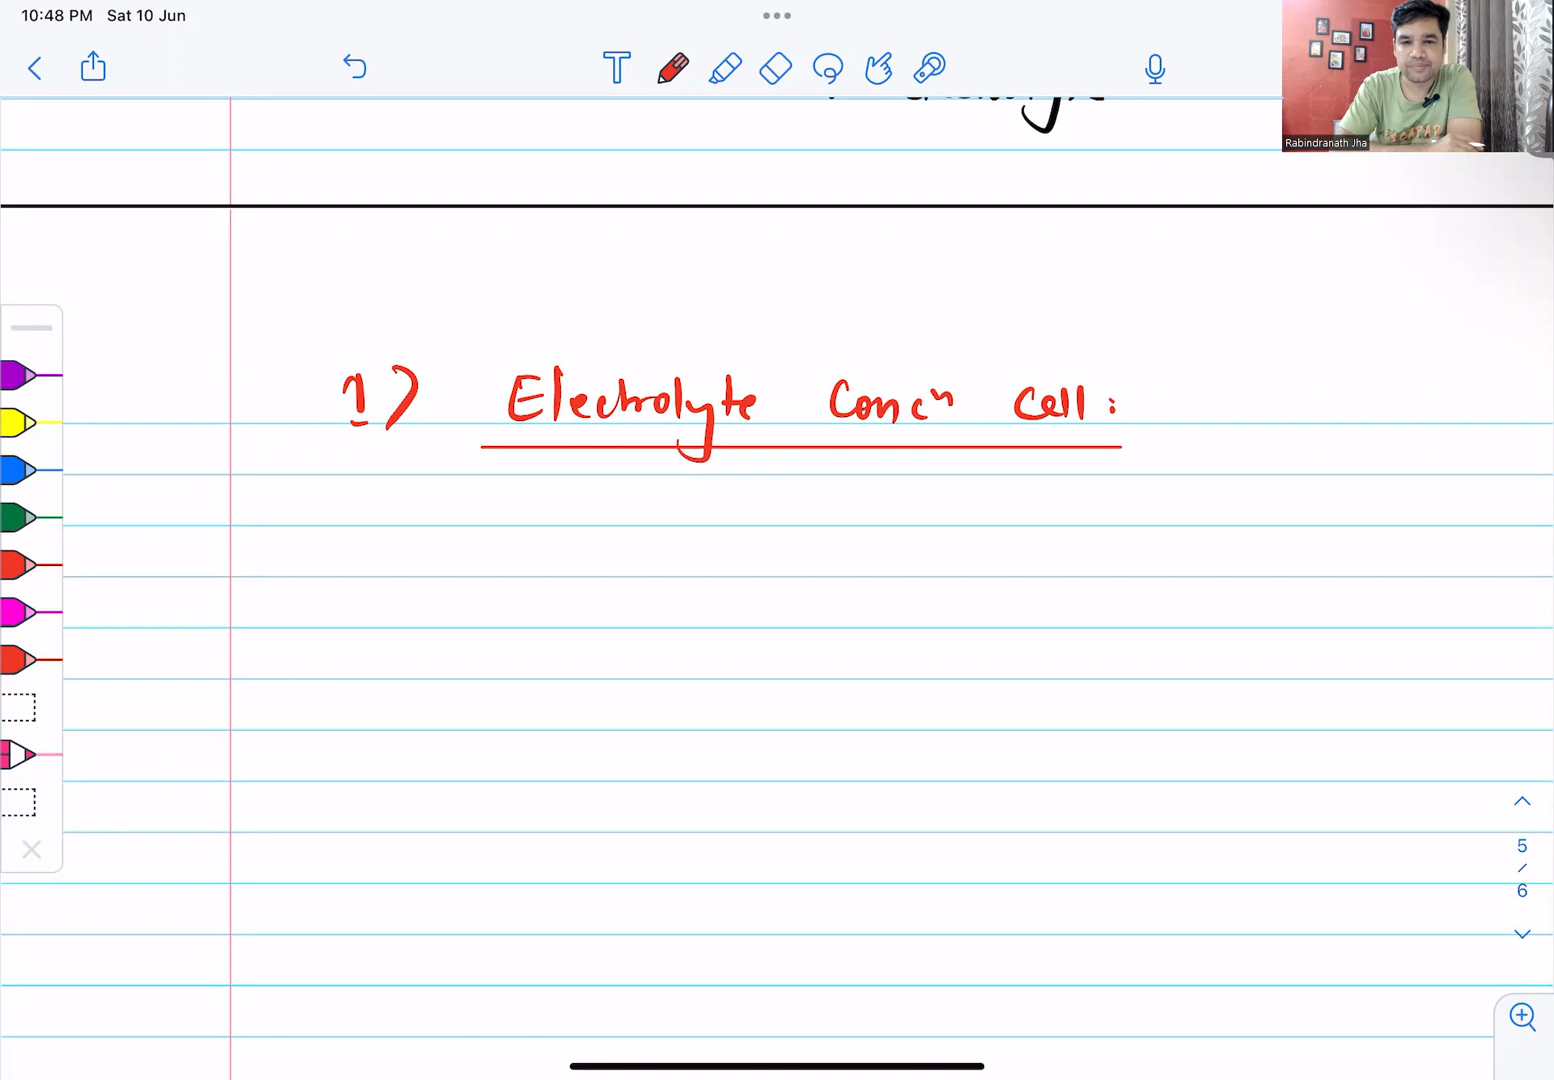 10:48 PM Sat 10 Jun
T
Rabindranath Jha
1) Electrolyte Concn Cell:
5
/
6